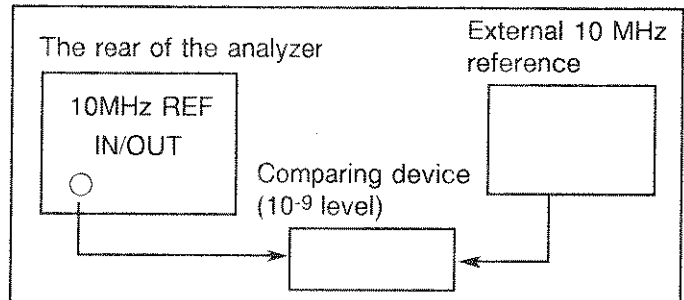 The rear of the analyzer
10MHz REF
IN/OUT
External 10 MHz
reference
Comparing device
(10-9 level)